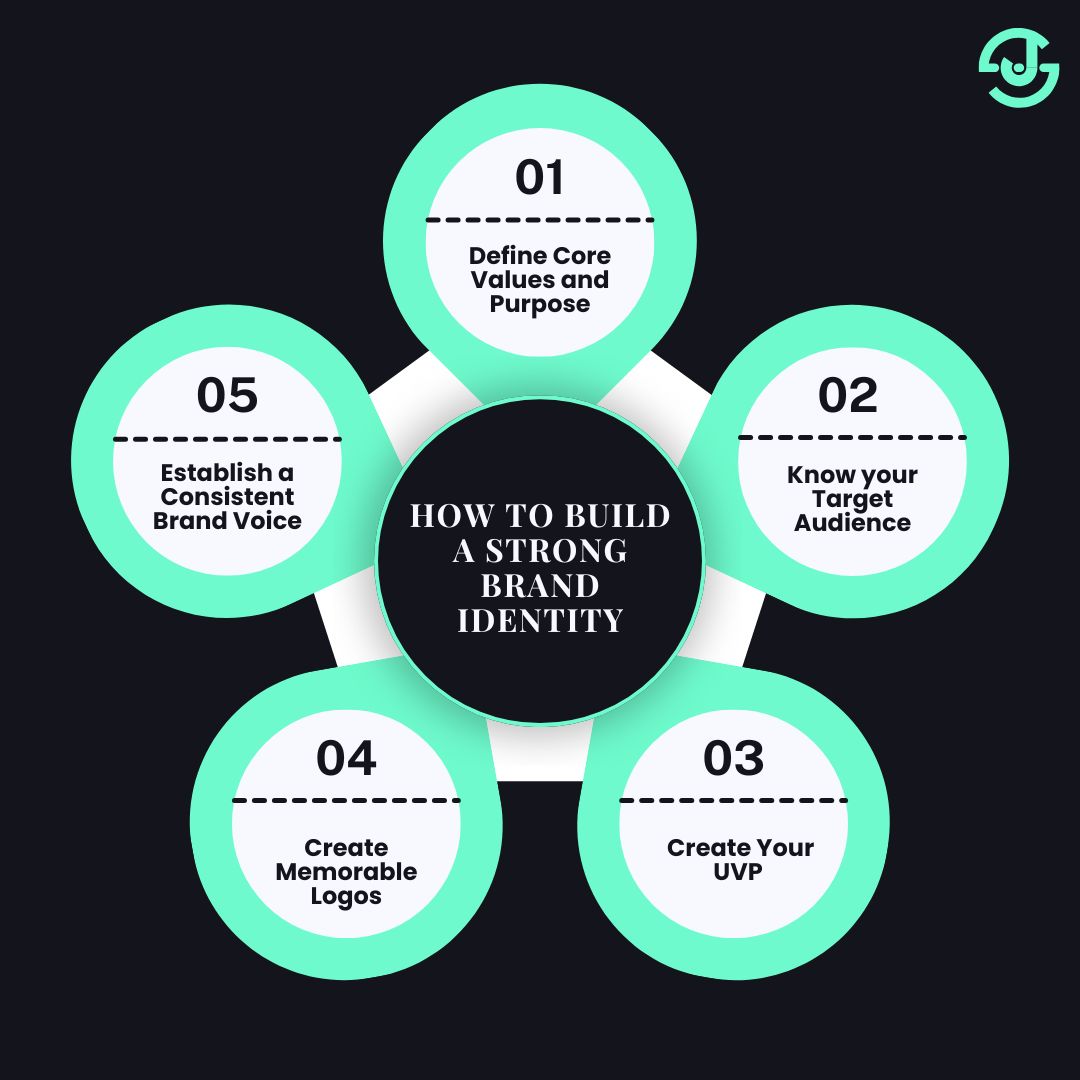 01
Define Core
Values and
Purpose
02
Know your
Target
Audience
03
Create Your
UVP
04
Create
Memorable
Logos
05
Establish a
Consistent
Brand Voice
HOW TO BUILD
A STRONG
BRAND
IDENTITY